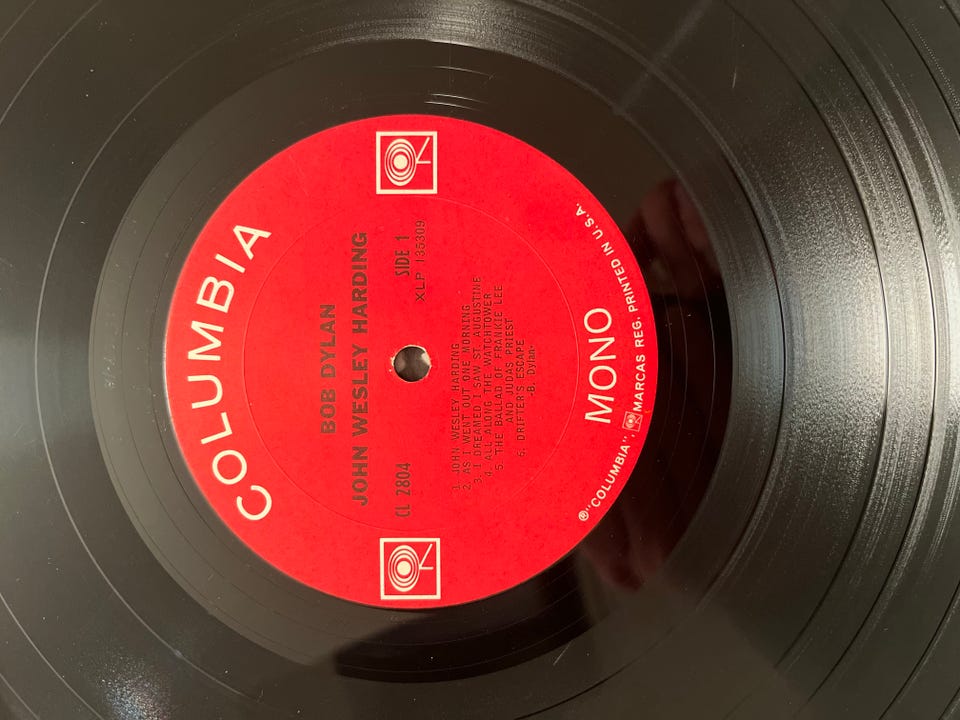 COLUMBIA
BOB DYLAN
JOHN WESLEY HARDING
CL 2804
SIDE 1
XLP 135309
1. JOHN WESLEY HARDING
2. AS I WENT OUT ONE MORNING
3. I DREAMED I SAW ST. AUGUSTINE
4. ALL ALONG THE WATCHTOWER
5. THE BALLAD OF FRANKIE LEE
AND JUDAS PRIEST
6. DRIFTER'S ESCAPE
-B. Dylan-
MONO
® "COLUMBIA", MARCAS REG. PRINTED IN U.S.A.